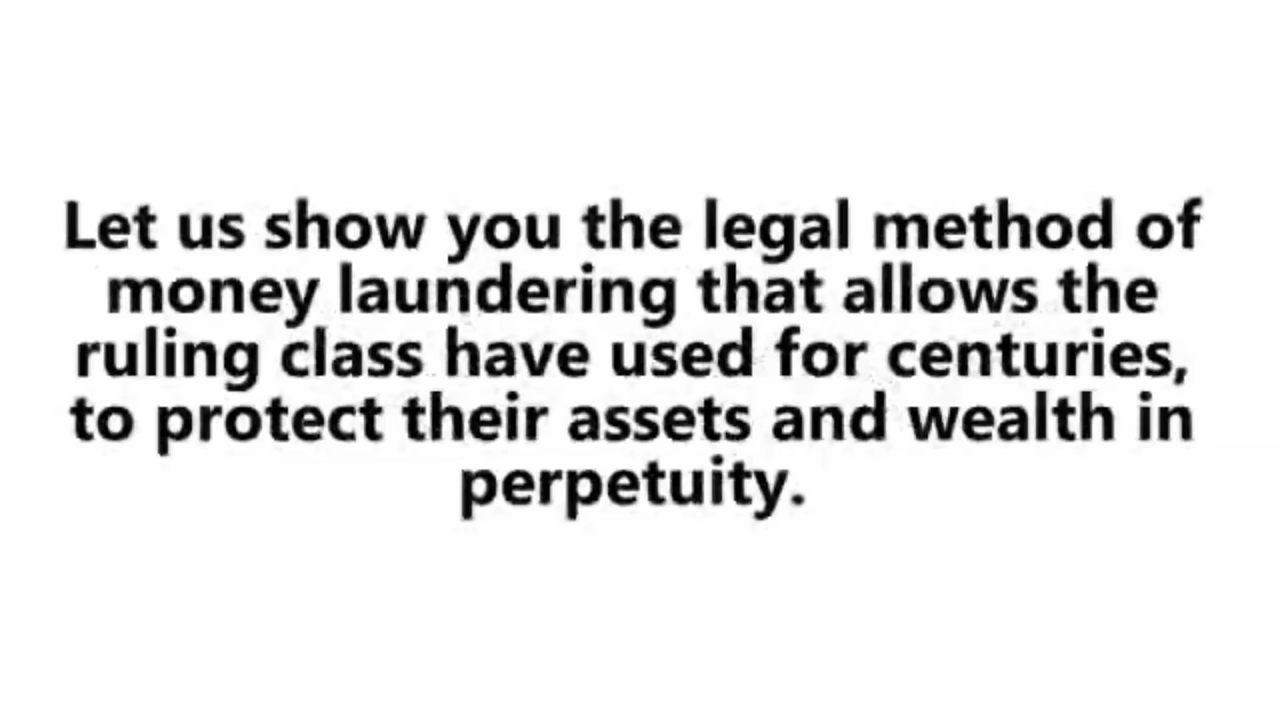 Let us show you the legal method of
money laundering that allows the
ruling class have used for centuries,
to protect their assets and wealth in
perpetuity.